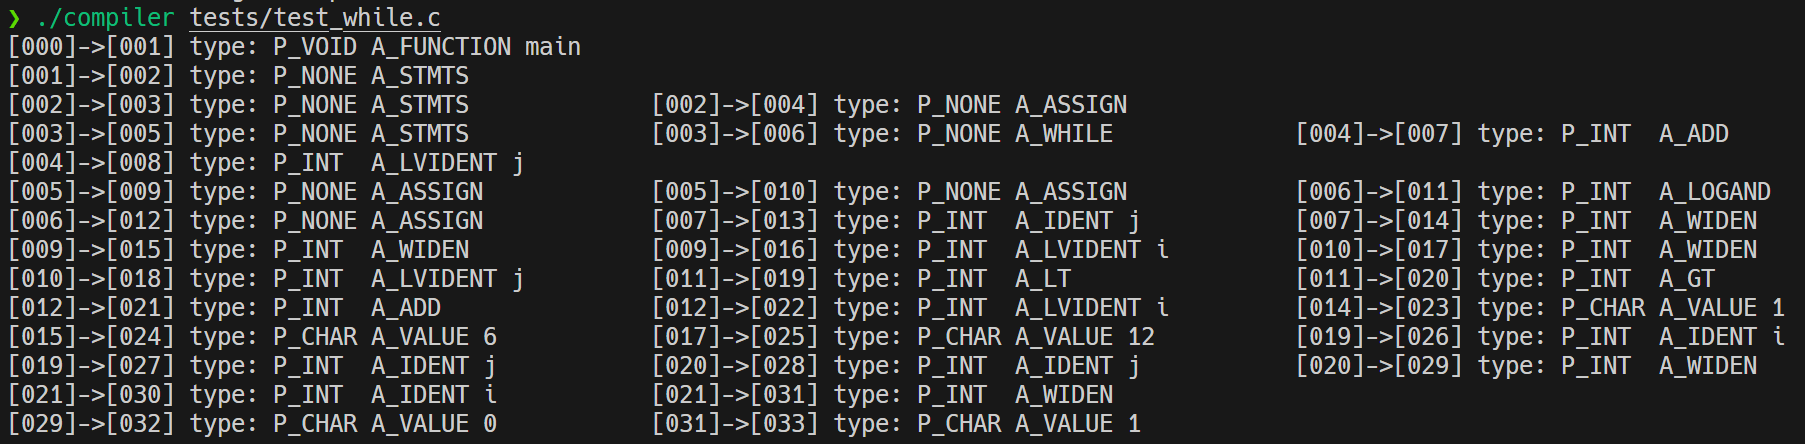 ❯ ./compiler tests/test_while.c
[000]->[001] type: P_VOID A_FUNCTION main
[001]->[002] type: P_NONE A_STMTS
[002]->[003] type: P_NONE A_STMTS [002]->[004] type: P_NONE A_ASSIGN
[003]->[005] type: P_NONE A_STMTS [003]->[006] type: P_NONE A_WHILE [004]->[007] type: P_INT A_ADD
[004]->[008] type: P_INT A_LVIDENT j
[005]->[009] type: P_NONE A_ASSIGN [005]->[010] type: P_NONE A_ASSIGN [006]->[011] type: P_INT A_LOGAND
[006]->[012] type: P_NONE A_ASSIGN [007]->[013] type: P_INT A_IDENT j [007]->[014] type: P_INT A_WIDEN
[009]->[015] type: P_INT A_WIDEN [009]->[016] type: P_INT A_LVIDENT i [010]->[017] type: P_INT A_WIDEN
[010]->[018] type: P_INT A_LVIDENT j [011]->[019] type: P_INT A_LT [011]->[020] type: P_INT A_GT
[012]->[021] type: P_INT A_ADD [012]->[022] type: P_INT A_LVIDENT i [014]->[023] type: P_CHAR A_VALUE 1
[015]->[024] type: P_CHAR A_VALUE 6 [017]->[025] type: P_CHAR A_VALUE 12 [019]->[026] type: P_INT A_IDENT i
[019]->[027] type: P_INT A_IDENT j [020]->[028] type: P_INT A_IDENT j [020]->[029] type: P_INT A_WIDEN
[021]->[030] type: P_INT A_IDENT i [021]->[031] type: P_INT A_WIDEN
[029]->[032] type: P_CHAR A_VALUE 0 [031]->[033] type: P_CHAR A_VALUE 1